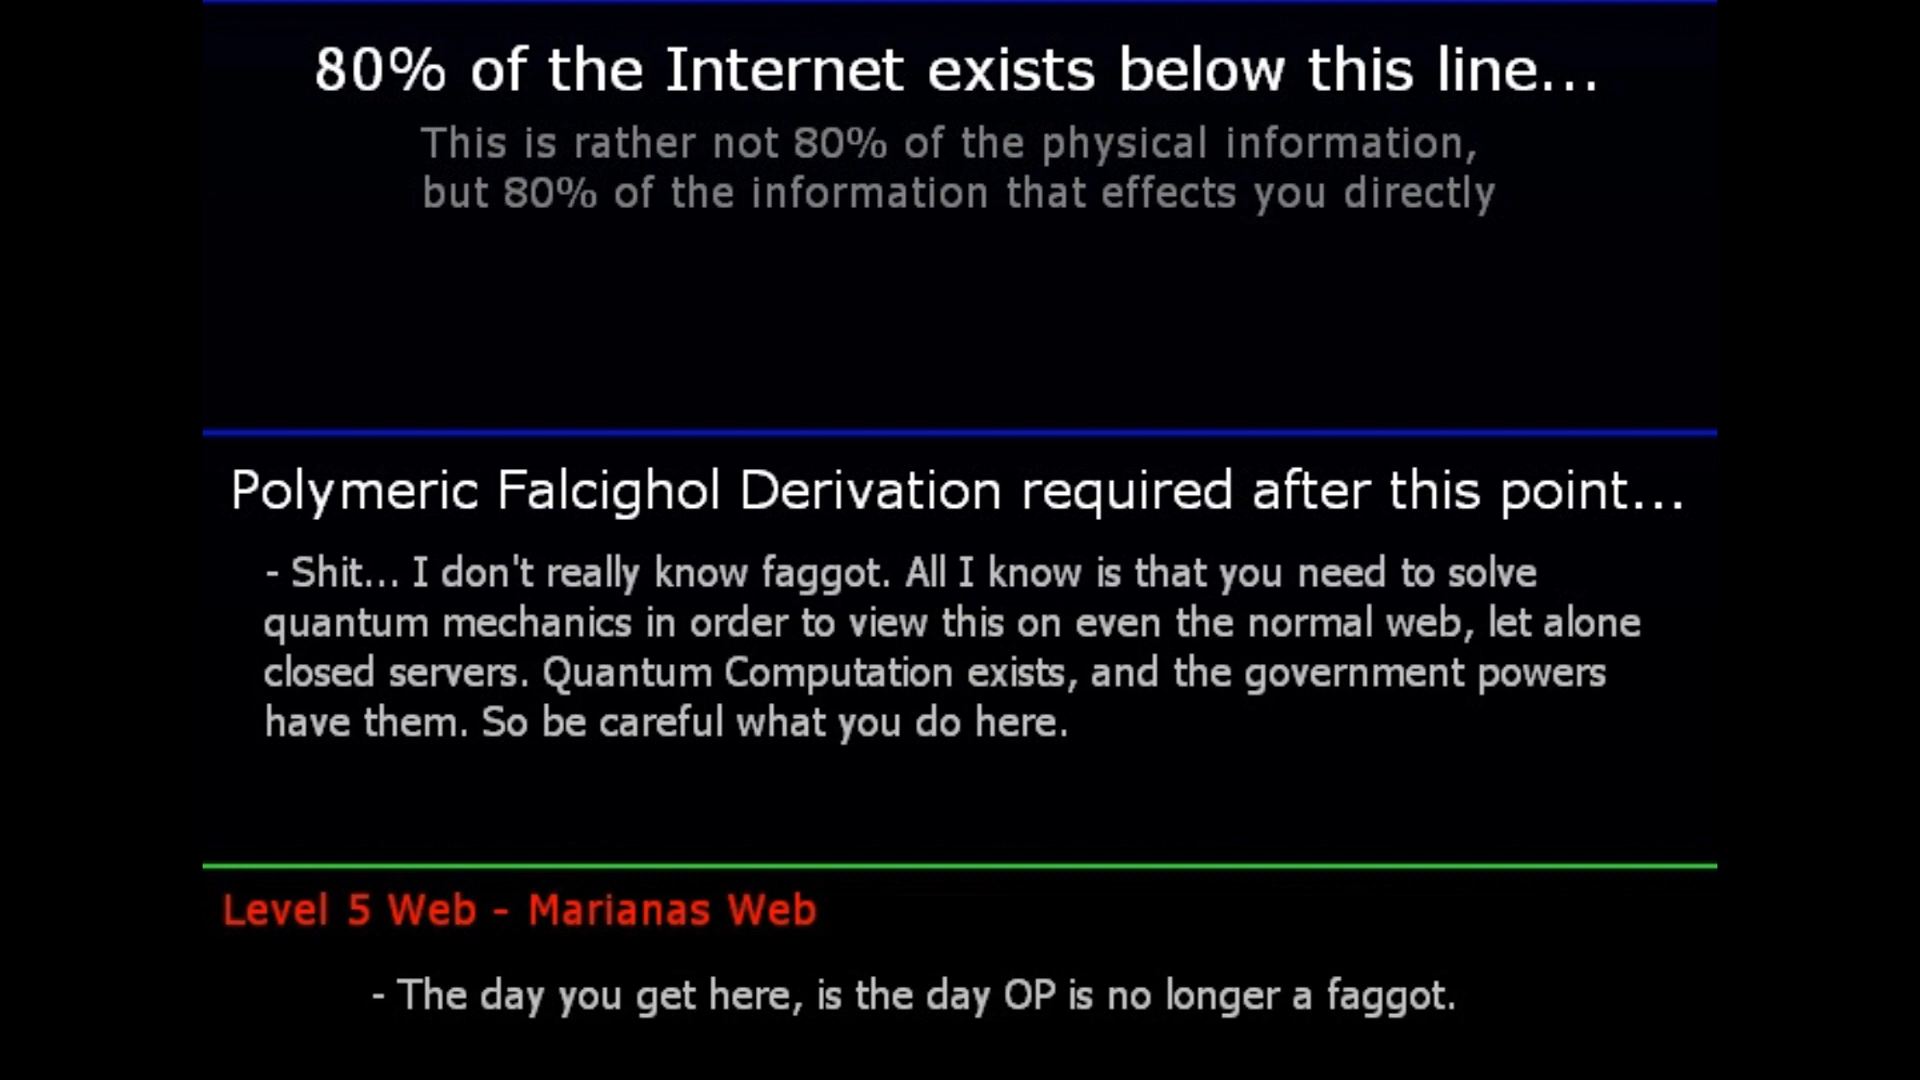 80% of the Internet exists below this line...
This is rather not 80% of the physical information,
but 80% of the information that effects you directly
Polymeric Falcighol Derivation required after this point...
- Shit... I don't really know faggot. All I know is that you need to solve
quantum mechanics in order to view this on even the normal web, let alone
closed servers. Quantum Computation exists, and the government powers
have them. So be careful what you do here.
Level 5 Web - Marianas Web
- The day you get here, is the day OP is no longer a faggot.